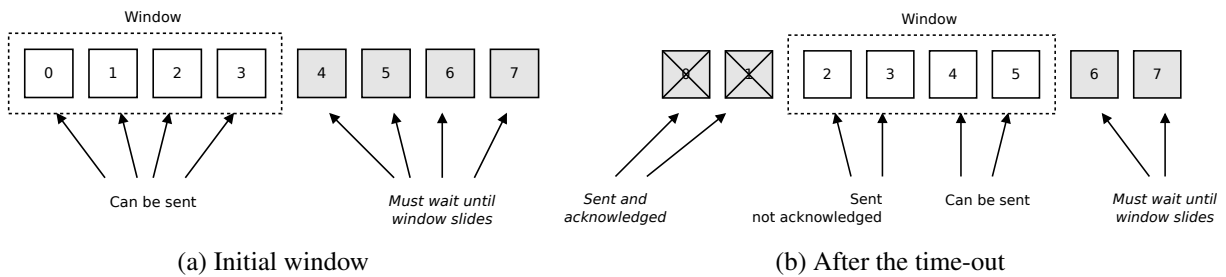 Window
0 1 2 3 4 5 6 7
Can be sent
Must wait until
window slides
(a) Initial window
Window
0 1 2 3 4 5 6 7
Sent and
acknowledged
Sent
not acknowledged
Can be sent
Must wait until
window slides
(b) After the time-out